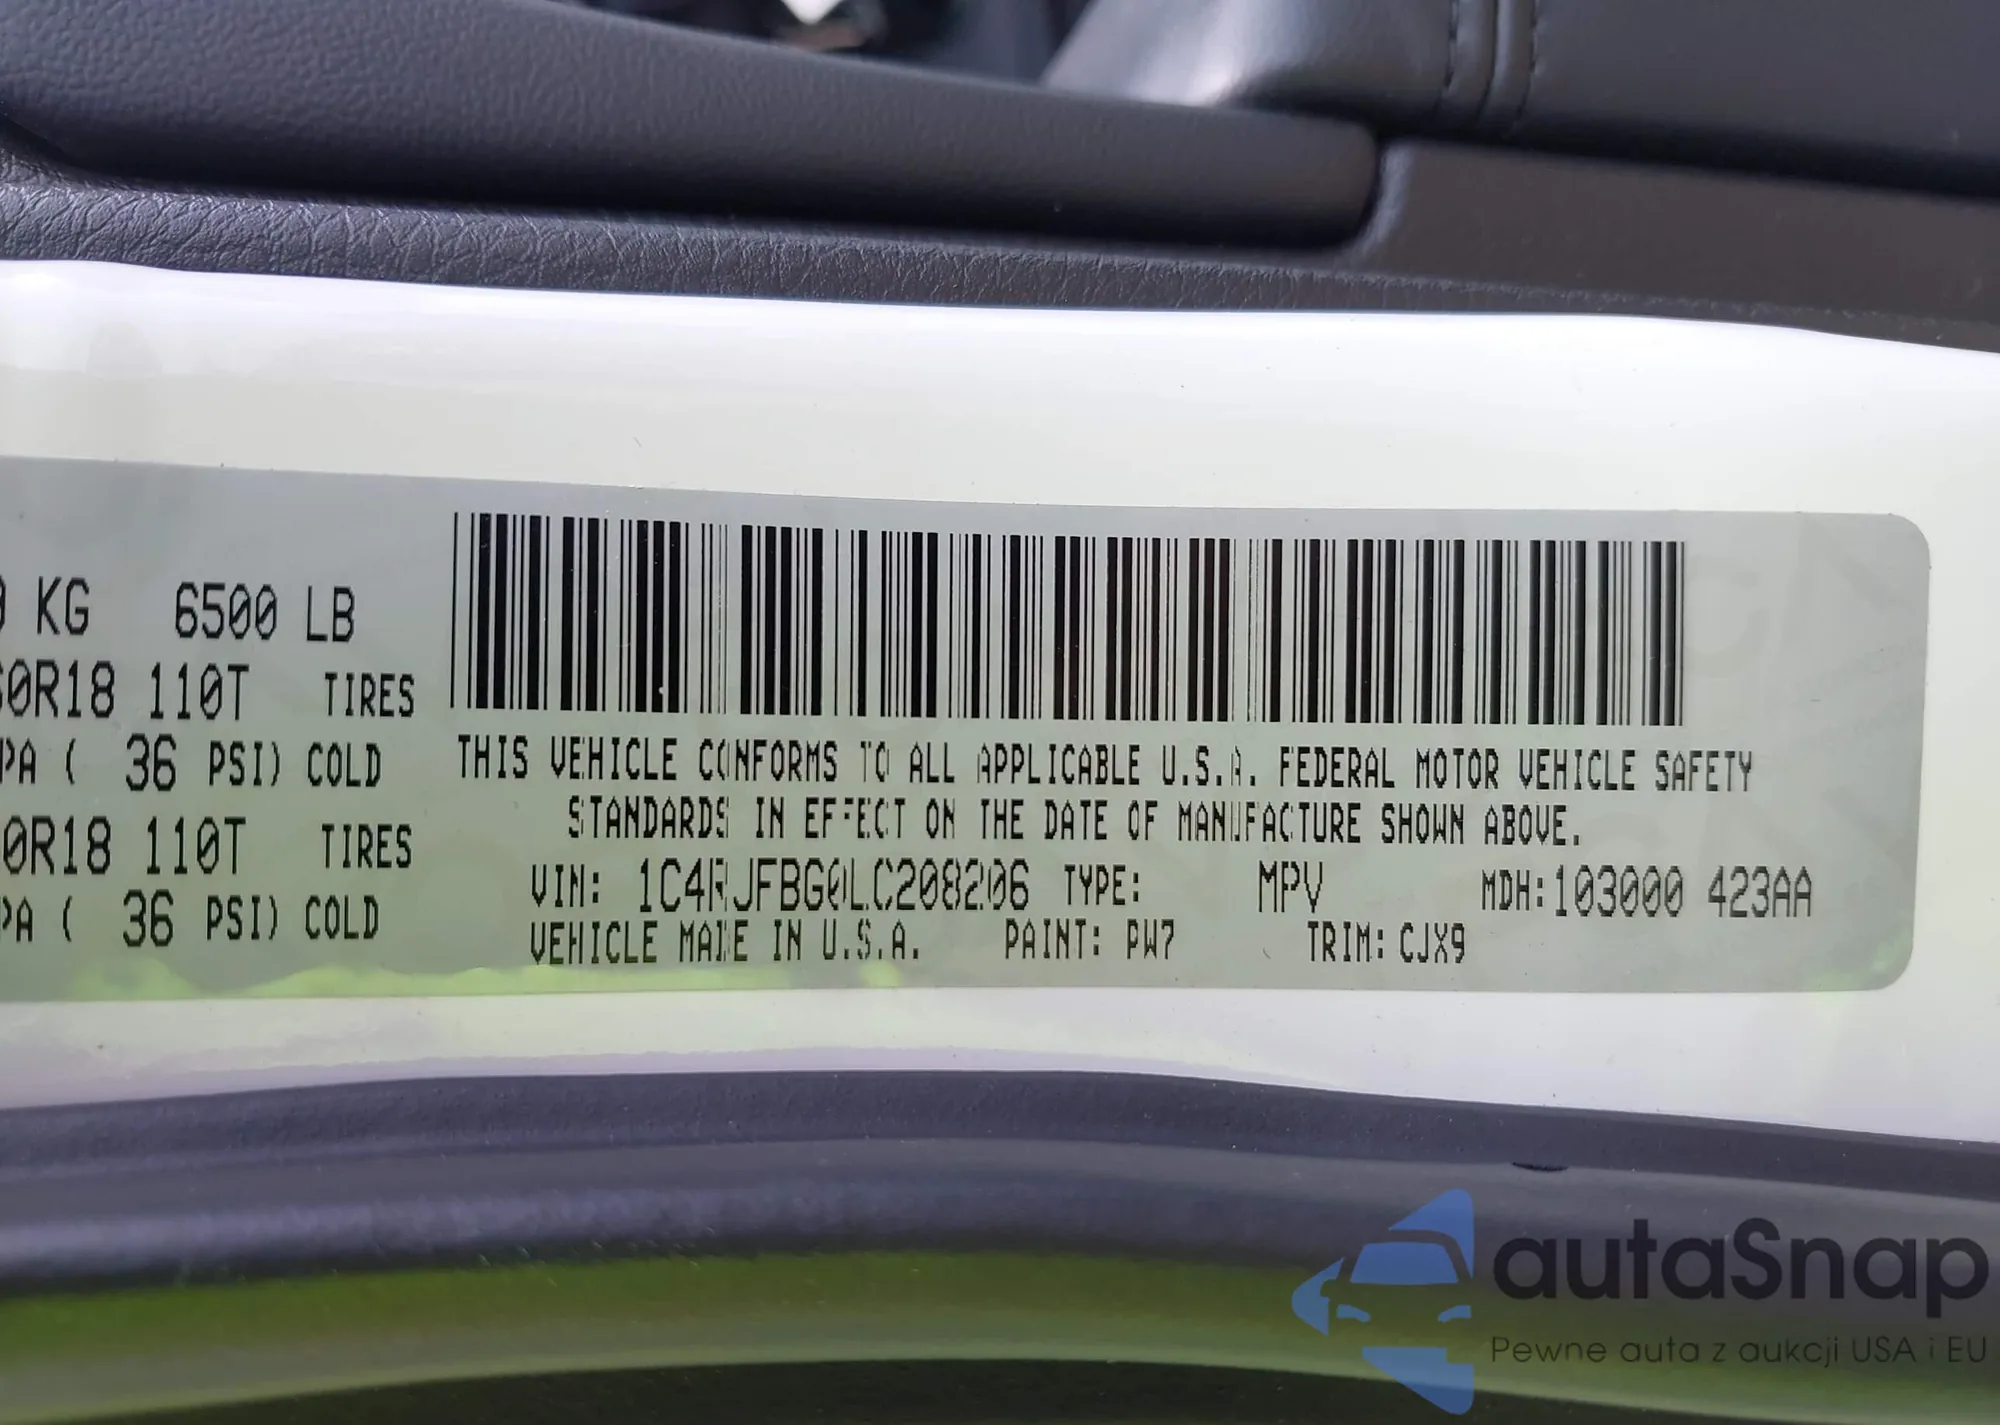 KG 6500 LB
60R18 110T TIRES
PA ( 36 PSI) COLD
0R18 110T TIRES
PA ( 36 PSI) COLD
THIS VEHICLE CONFORMS TO ALL APPLICABLE U.S.A. FEDERAL MOTOR VEHICLE SAFETY
STANDARDS IN EFFECT ON THE DATE OF MANUFACTURE SHOWN ABOVE.
VIN: 1C4RJFBG0LC208206 TYPE: MPV MDH:103000 423AA
VEHICLE MADE IN U.S.A. PAINT: PW7 TRIM: CJX9
autaSnap
Pewne auta z aukcji USA i EU